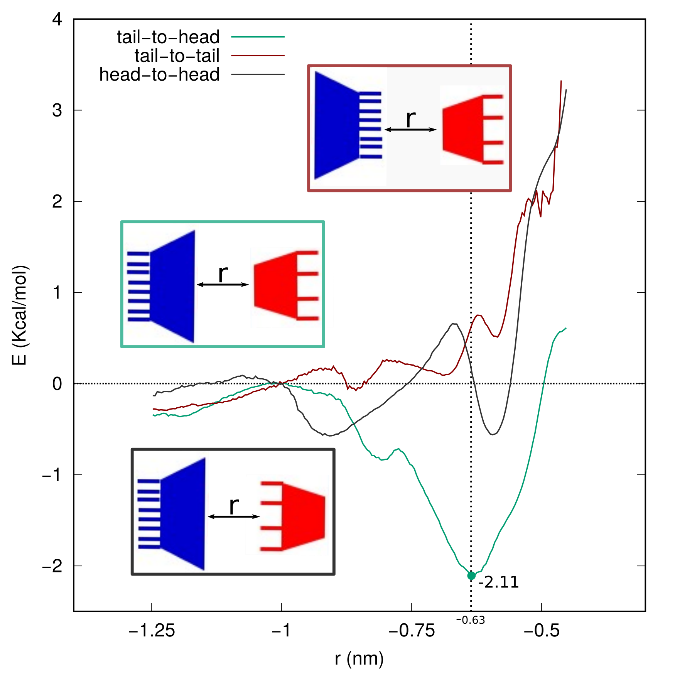 tail-to-head
tail-to-tail
head-to-head
E (Kcal/mol)
4
3
2
1
0
−1
−2
r
r
r
-2.11
-0.63
−1.25
−1
−0.75
−0.5
r (nm)